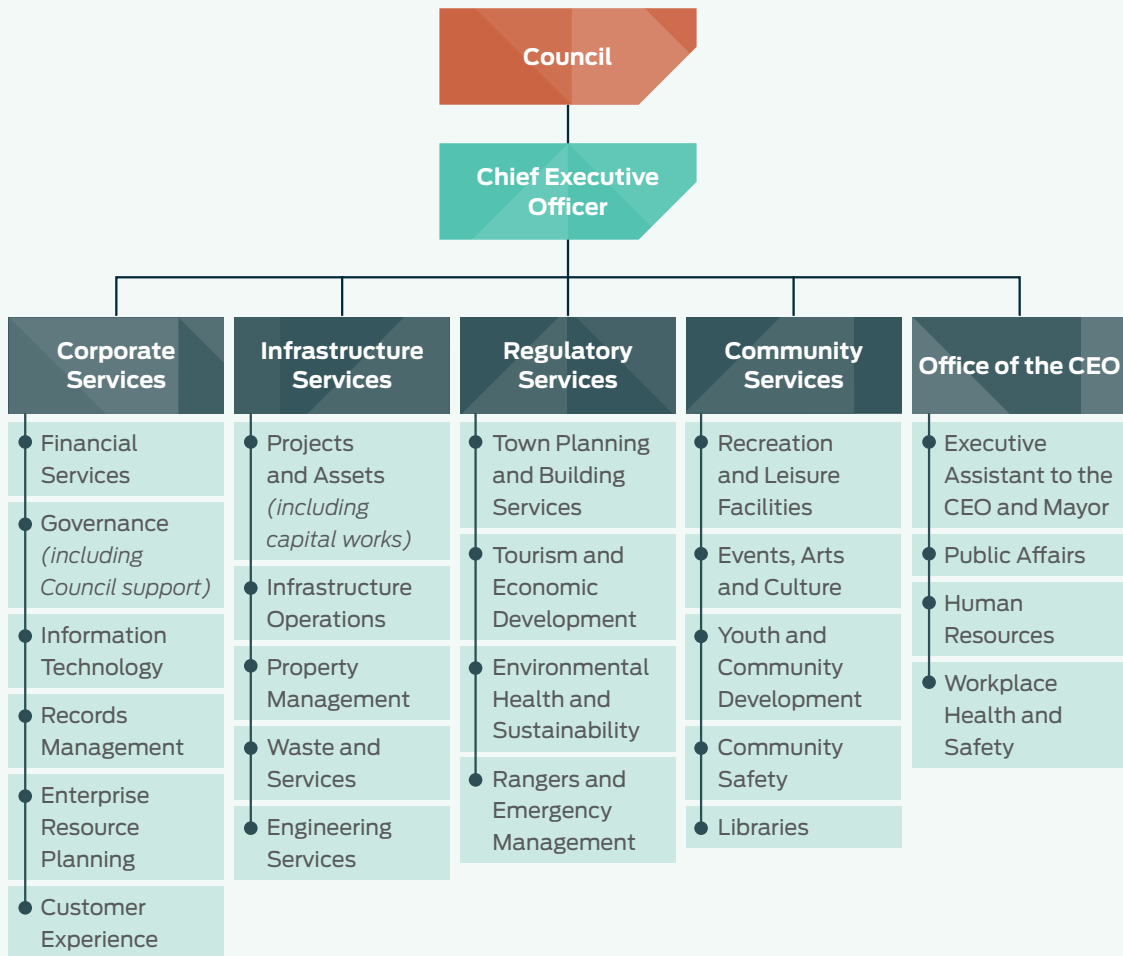 Council
Chief Executive
Officer
Corporate
Services
Financial
Services
Governance
(including
Council support)
Information
Technology
Records
Management
Enterprise
Resource
Planning
Customer
Experience
Infrastructure
Services
Projects
and Assets
(including
capital works)
Infrastructure
Operations
Property
Management
Waste and
Services
Engineering
Services
Regulatory
Services
Town Planning
and Building
Services
Tourism and
Economic
Development
Environmental
Health and
Sustainability
Rangers and
Emergency
Management
Community
Services
Recreation
and Leisure
Facilities
Events, Arts
and Culture
Youth and
Community
Development
Community
Safety
Libraries
Office of the CEO
Executive
Assistant to the
CEO and Mayor
Public Affairs
Human
Resources
Workplace
Health and
Safety